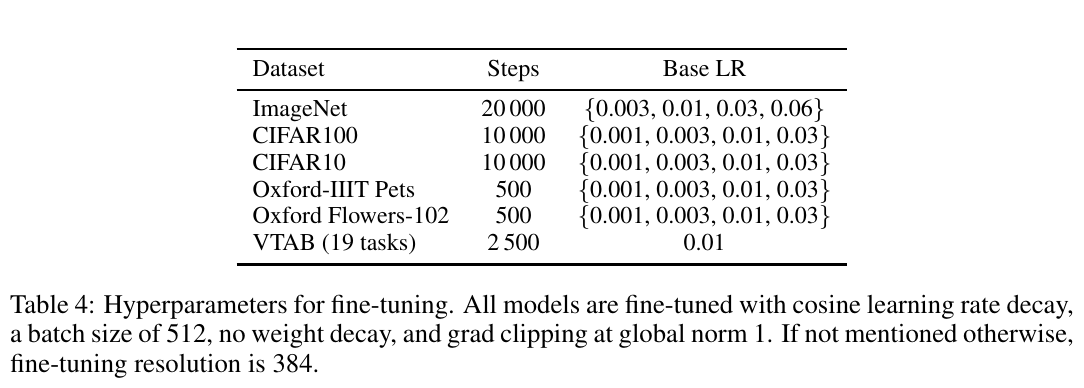 Dataset Steps Base LR
ImageNet 20 000 {0.003, 0.01, 0.03, 0.06}
CIFAR100 10 000 {0.001, 0.003, 0.01, 0.03}
CIFAR10 10 000 {0.001, 0.003, 0.01, 0.03}
Oxford-IIIT Pets 500 {0.001, 0.003, 0.01, 0.03}
Oxford Flowers-102 500 {0.001, 0.003, 0.01, 0.03}
VTAB (19 tasks) 2 500 0.01
Table 4: Hyperparameters for fine-tuning. All models are fine-tuned with cosine learning rate decay,
a batch size of 512, no weight decay, and grad clipping at global norm 1. If not mentioned otherwise,
fine-tuning resolution is 384.